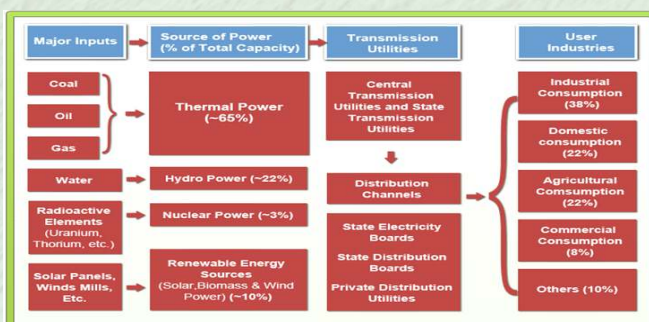 Major Inputs
Source of Power
(% of Total Capacity)
Transmission
Utilities
User
Industries
Coal
Oil
Gas
Thermal Power
(~65%)
Water
Hydro Power (~22%)
Radioactive
Elements
(Uranium,
Thorium, etc.)
Nuclear Power (~3%)
Solar Panels,
Winds Mills,
Etc.
Renewable Energy
Sources
(Solar,Biomass & Wind
Power) (~10%)
Central
Transmission
Utilities and State
Transmission
Utilities
Distribution
Channels
State Electricity
Boards
State Distribution
Boards
Private Distribution
Utilities
Industrial
Consumption
(38%)
Domestic
consumption
(22%)
Agricultural
Comsumption
(22%)
Commercial
Consumption
(8%)
Others (10%)